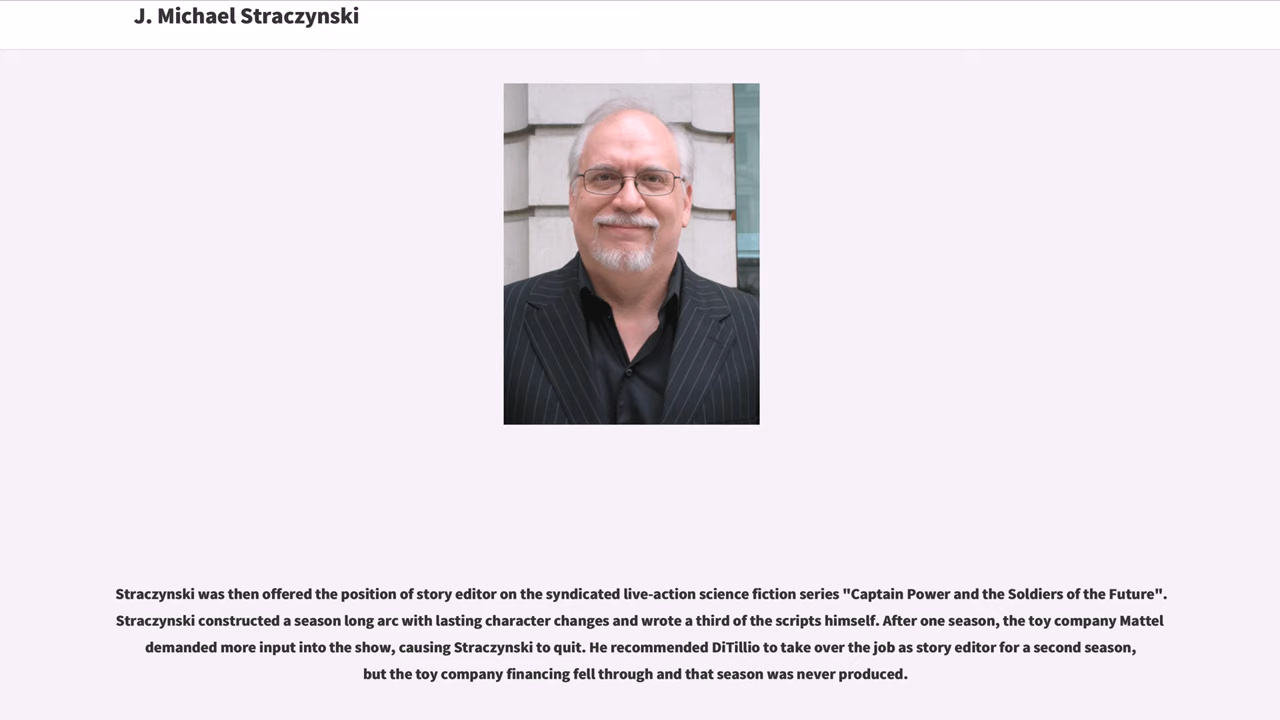 J. Michael Straczynski
Straczynski was then offered the position of story editor on the syndicated live-action science fiction series "Captain Power and the Soldiers of the Future".
Straczynski constructed a season long arc with lasting character changes and wrote a third of the scripts himself. After one season, the toy company Mattel
demanded more input into the show, causing Straczynski to quit. He recommended DiTillio to take over the job as story editor for a second season,
but the toy company financing fell through and that season was never produced.